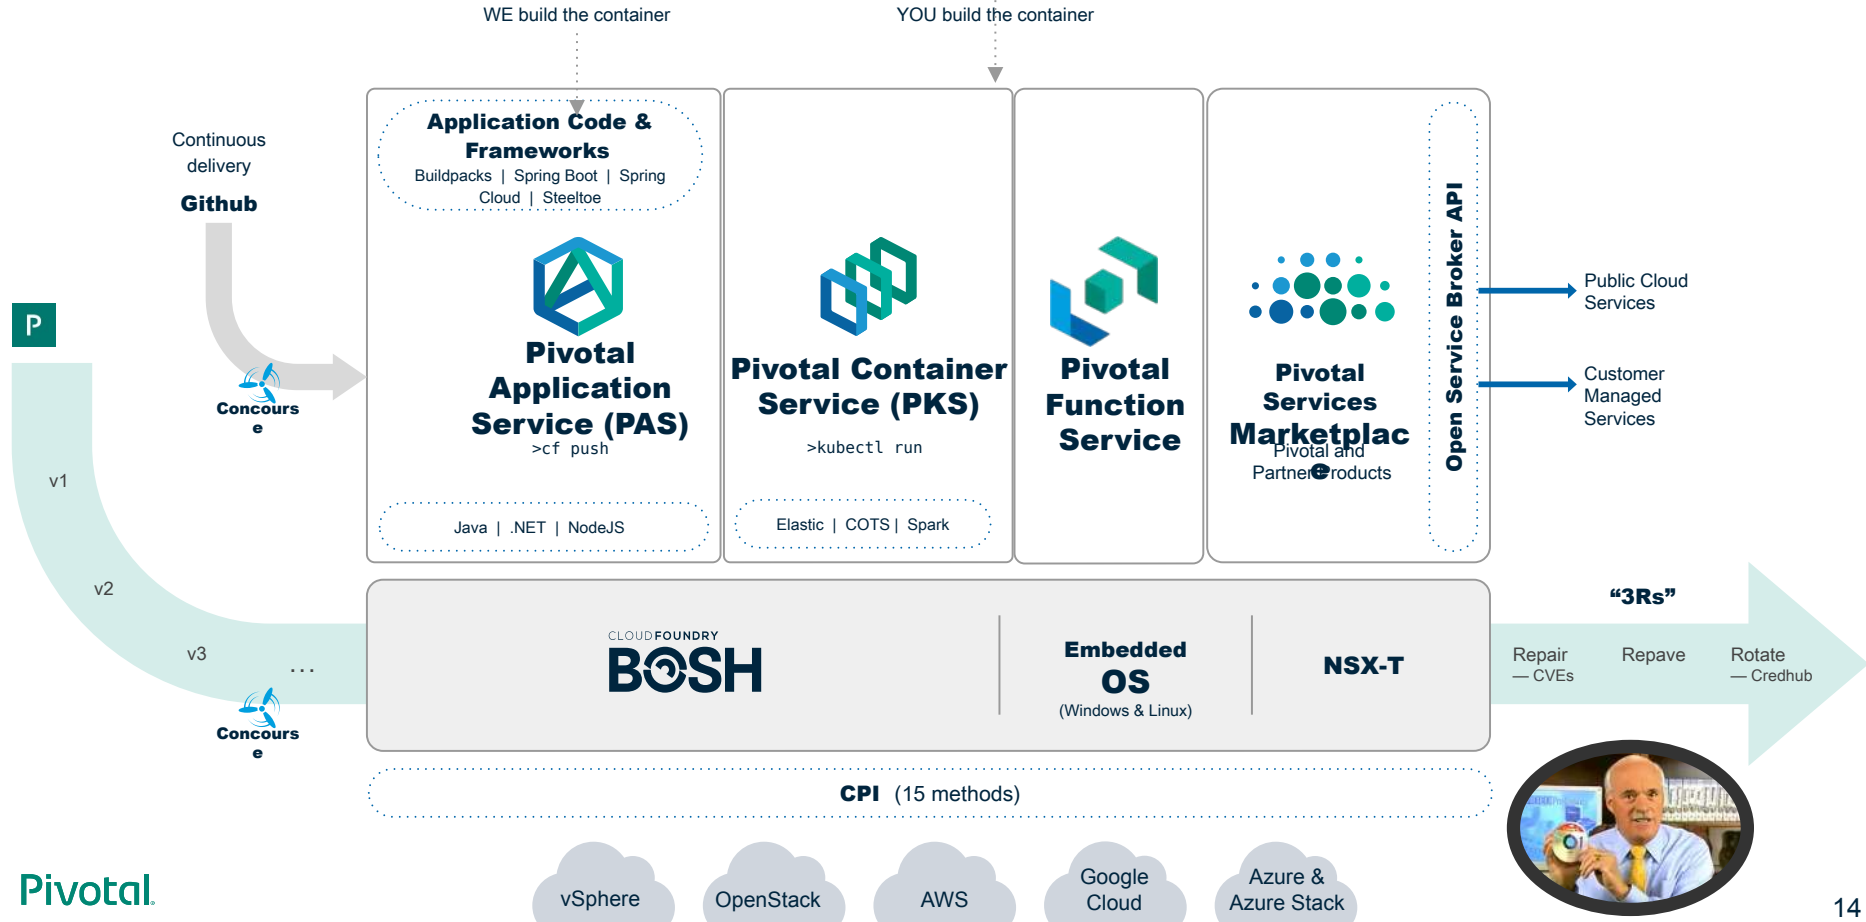 WE build the container
YOU build the container
Continuous
delivery
Github
Concours
e
Application Code &
Frameworks
Buildpacks | Spring Boot | Spring
Cloud | Steeltoe
Pivotal
Application
Service (PAS)
>cf push
Java | .NET | NodeJS
Pivotal Container
Service (PKS)
>kubectl run
Elastic | COTS | Spark
Pivotal
Function
Service
Pivotal
Services
Marketplac
e
Pivotal and
Partner Products
Open Service Broker API
Public Cloud
Services
Customer
Managed
Services
P
v1
v2
v3
...
Concours
e
CLOUDFOUNDRY
BOSH
Embedded
OS
(Windows & Linux)
NSX-T
“3Rs”
Repair
— CVEs
Repave
Rotate
— Credhub
CPI (15 methods)
vSphere
OpenStack
AWS
Google
Cloud
Azure &
Azure Stack
Pivotal.
14